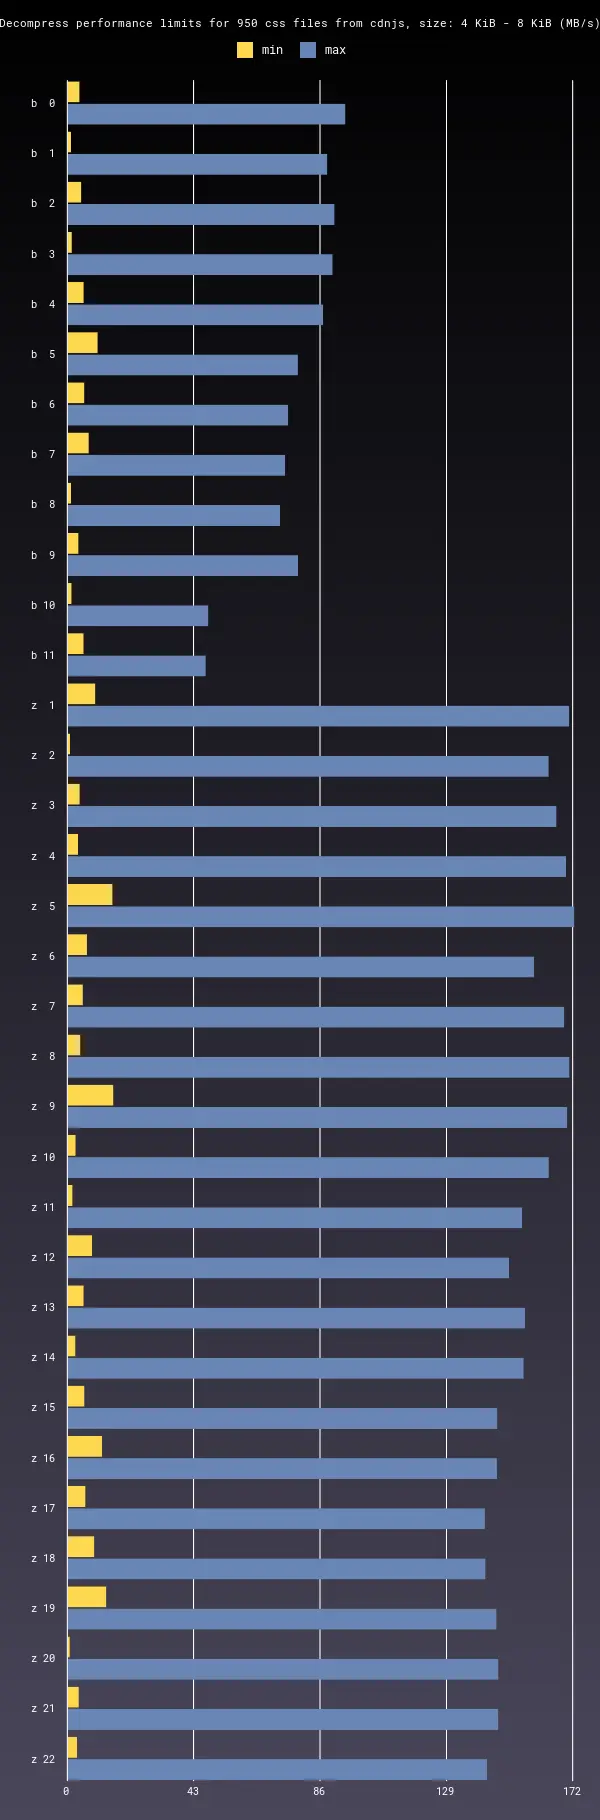 Decompress performance limits for 950 css files from cdnjs, size: 4 KiB - 8 KiB (MB/s)
min max
b 0
b 1
b 2
b 3
b 4
b 5
b 6
b 7
b 8
b 9
b 10
b 11
z 1
z 2
z 3
z 4
z 5
z 6
z 7
z 8
z 9
z 10
z 11
z 12
z 13
z 14
z 15
z 16
z 17
z 18
z 19
z 20
z 21
z 22
0 43 86 129 172